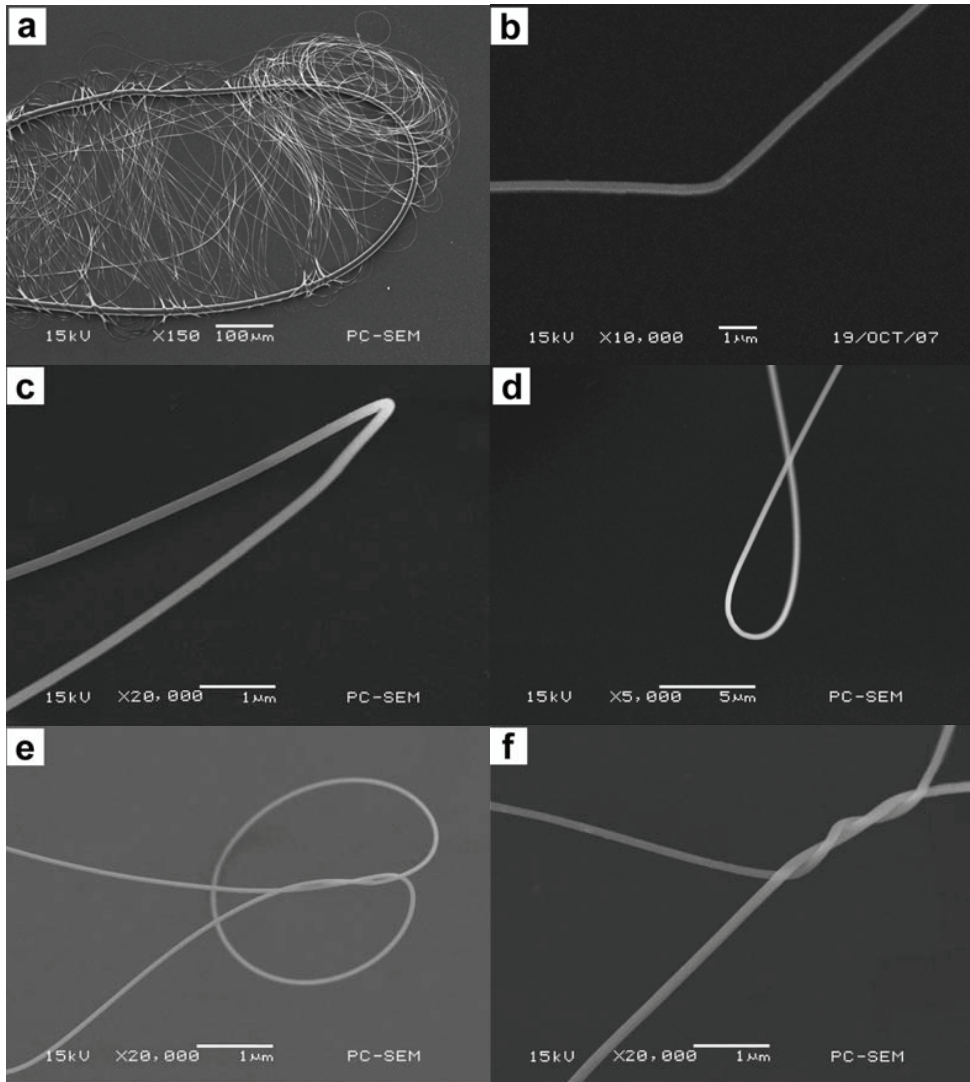 a
15kV X150 100μm PC-SEM
b
15kV X10,000 1μm 19/OCT/07
c
15kV X20,000 1μm PC-SEM
d
15kV X5,000 5μm PC-SEM
e
15kV X20,000 1μm PC-SEM
f
15kV X20,000 1μm PC-SEM